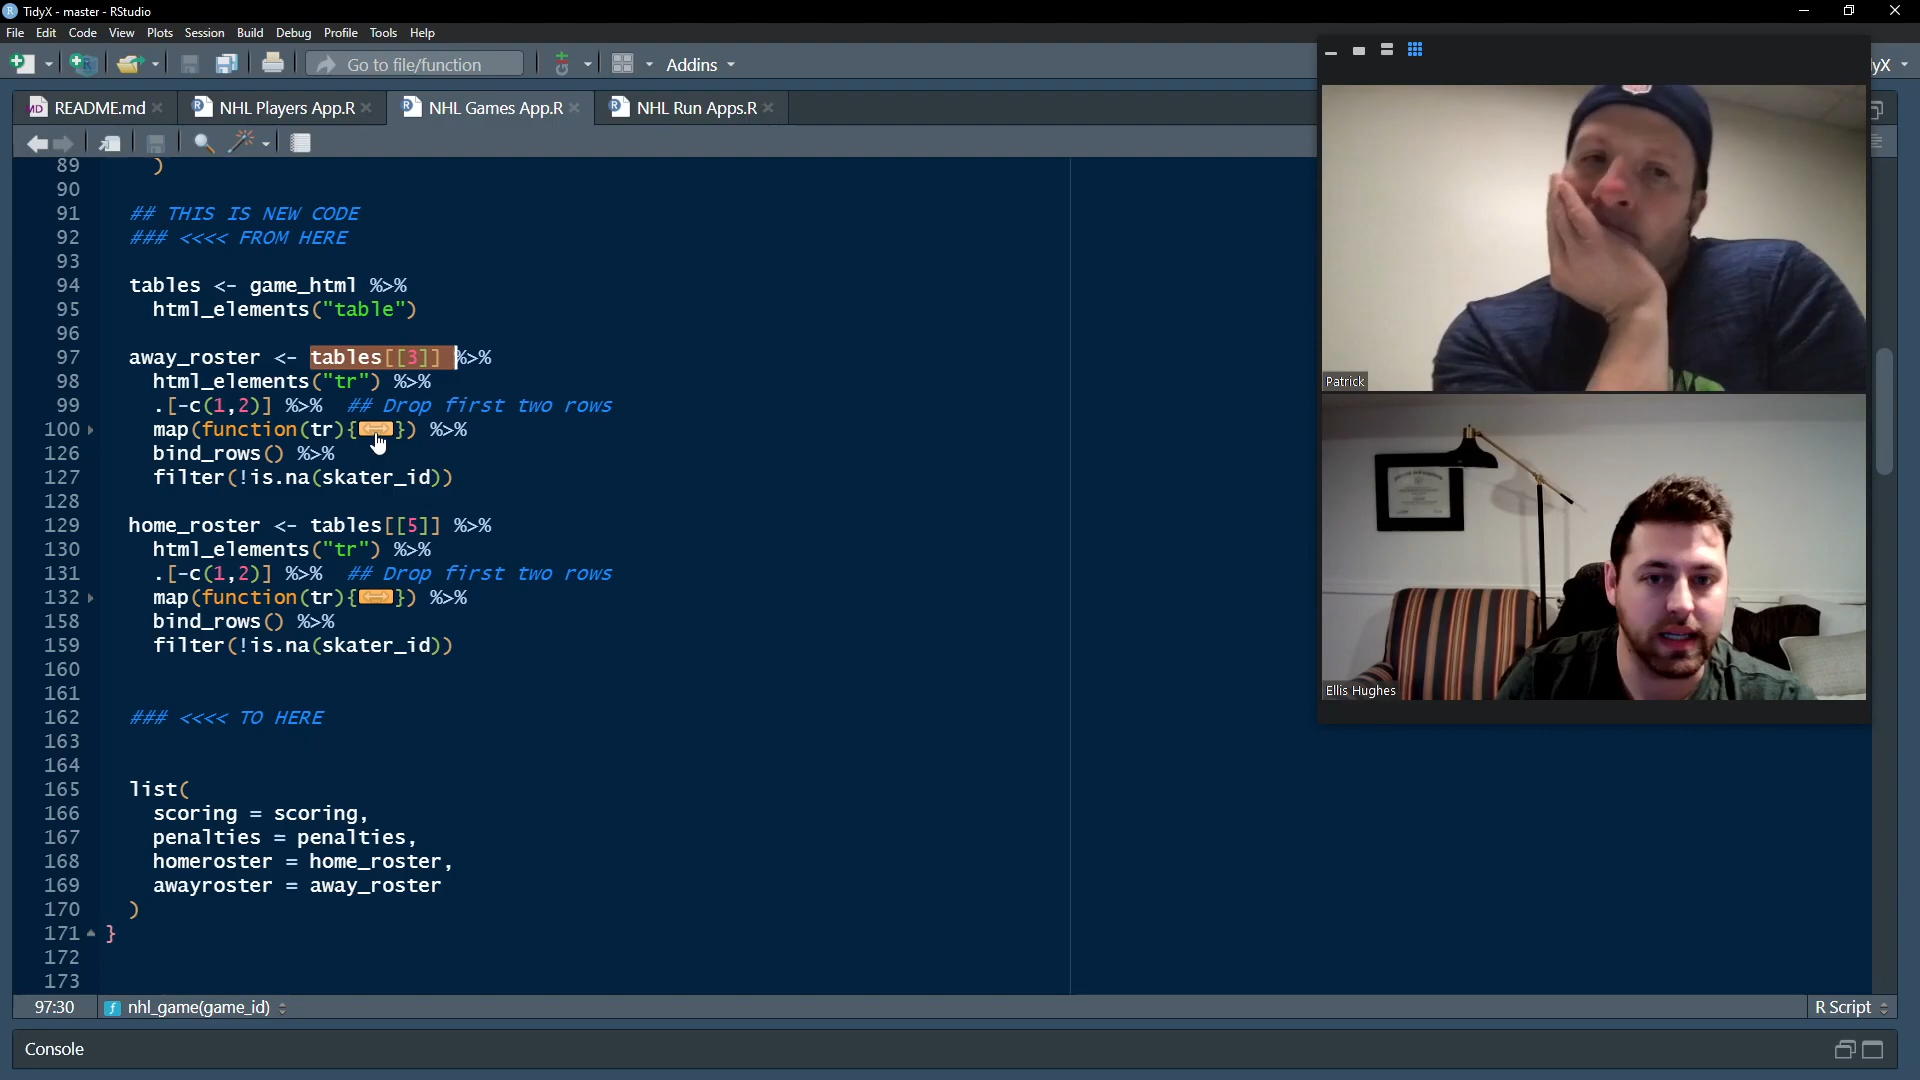 TidyX - master - RStudio
File Edit Code View Plots Session Build Debug Profile Tools Help
Go to file/function
Addins
yX
README.md
NHL Players App.R
NHL Games App.R
NHL Run Apps.R
89 )
90
91 ## THIS IS NEW CODE
92 ### <<<< FROM HERE
93
94 tables <- game_html %>%
95 html_elements("table")
96
97 away_roster <- tables[[3]] %>%
98 html_elements("tr") %>%
99 .[-c(1,2)] %>% ## Drop first two rows
100 map(function(tr){}) %>%
126 bind_rows() %>%
127 filter(!is.na(skater_id))
128
129 home_roster <- tables[[5]] %>%
130 html_elements("tr") %>%
131 .[-c(1,2)] %>% ## Drop first two rows
132 map(function(tr){}) %>%
158 bind_rows() %>%
159 filter(!is.na(skater_id))
160
161
162 ### <<<< TO HERE
163
164
165 list(
166 scoring = scoring,
167 penalties = penalties,
168 homeroster = home_roster,
169 awayroster = away_roster
170 )
171 }
172
173
97:30 nhl_game(game_id) R Script
Console
Patrick
Ellis Hughes